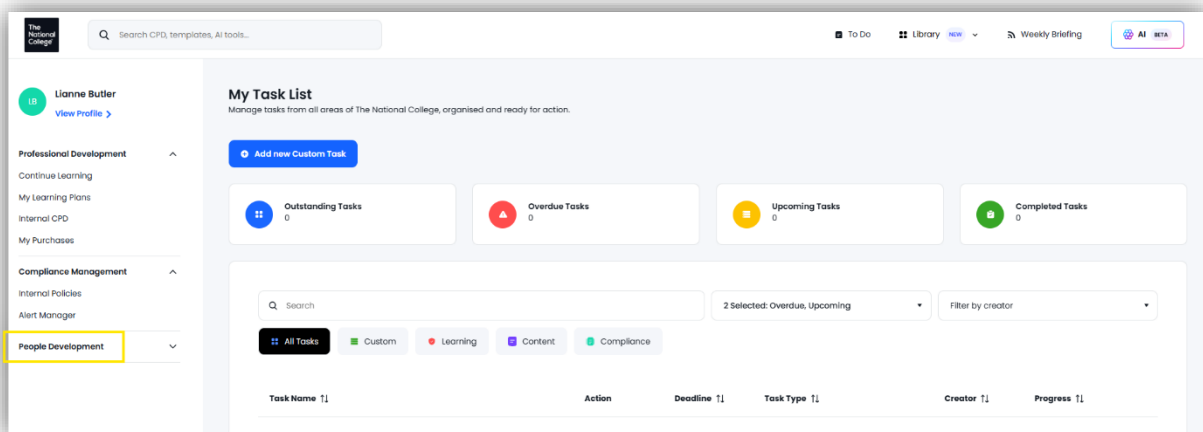 The
National
College
Search CPD, templates, AI tools...
To Do
Library NEW
Weekly Briefing
AI BETA
LB
Lianne Butler
View Profile
Professional Development
Continue Learning
My Learning Plans
Internal CPD
My Purchases
Compliance Management
Internal Policies
Alert Manager
People Development
My Task List
Manage tasks from all areas of The National College, organised and ready for action.
Add new Custom Task
Outstanding Tasks
0
Overdue Tasks
0
Upcoming Tasks
0
Completed Tasks
0
Search
2 Selected: Overdue, Upcoming
Filter by creator
All Tasks
Custom
Learning
Content
Compliance
Task Name
Action
Deadline
Task Type
Creator
Progress